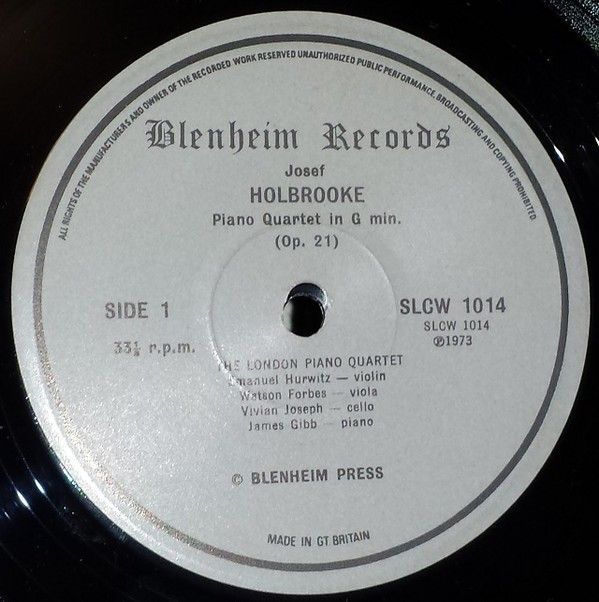 ALL RIGHTS OF THE MANUFACTURERS AND OWNER OF THE RECORDED WORK RESERVED UNAUTHORIZED PUBLIC PERFORMANCE, BROADCASTING AND COPYING PROHIBITED
Blenheim Records
Josef
HOLBROOKE
Piano Quartet in G min.
(Op. 21)
SIDE 1
SLCW 1014
SLCW 1014
33⅓ r.p.m.
℗1973
THE LONDON PIANO QUARTET
Emanuel Hurwitz — violin
Watson Forbes — viola
Vivian Joseph — cello
James Gibb — piano
© BLENHEIM PRESS
MADE IN GT BRITAIN